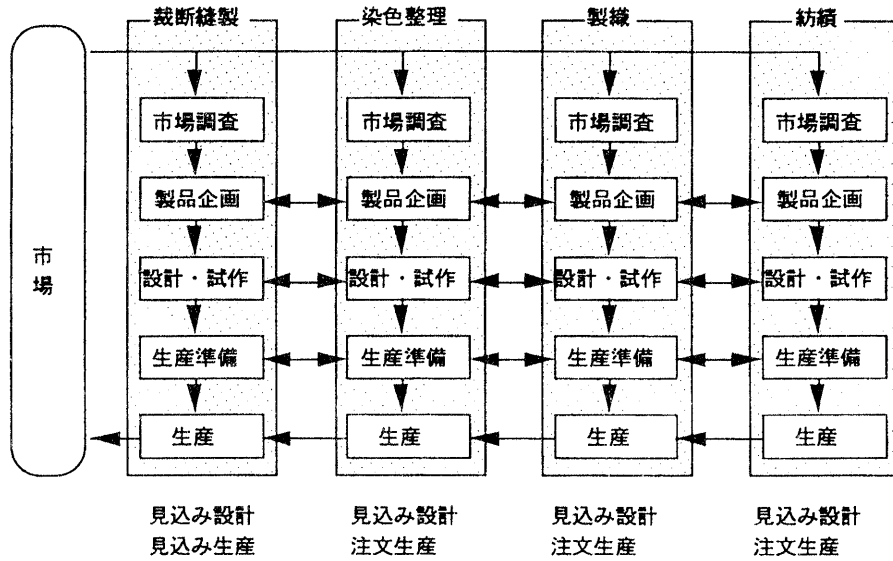 裁断縫製 染色整理 製織 紡績
市場調査 市場調査 市場調査 市場調査
製品企画 製品企画 製品企画 製品企画
市場
設計・試作 設計・試作 設計・試作 設計・試作
生産準備 生産準備 生産準備 生産準備
生産 生産 生産 生産
見込み設計 見込み設計 見込み設計 見込み設計
見込み生産 注文生産 注文生産 注文生産